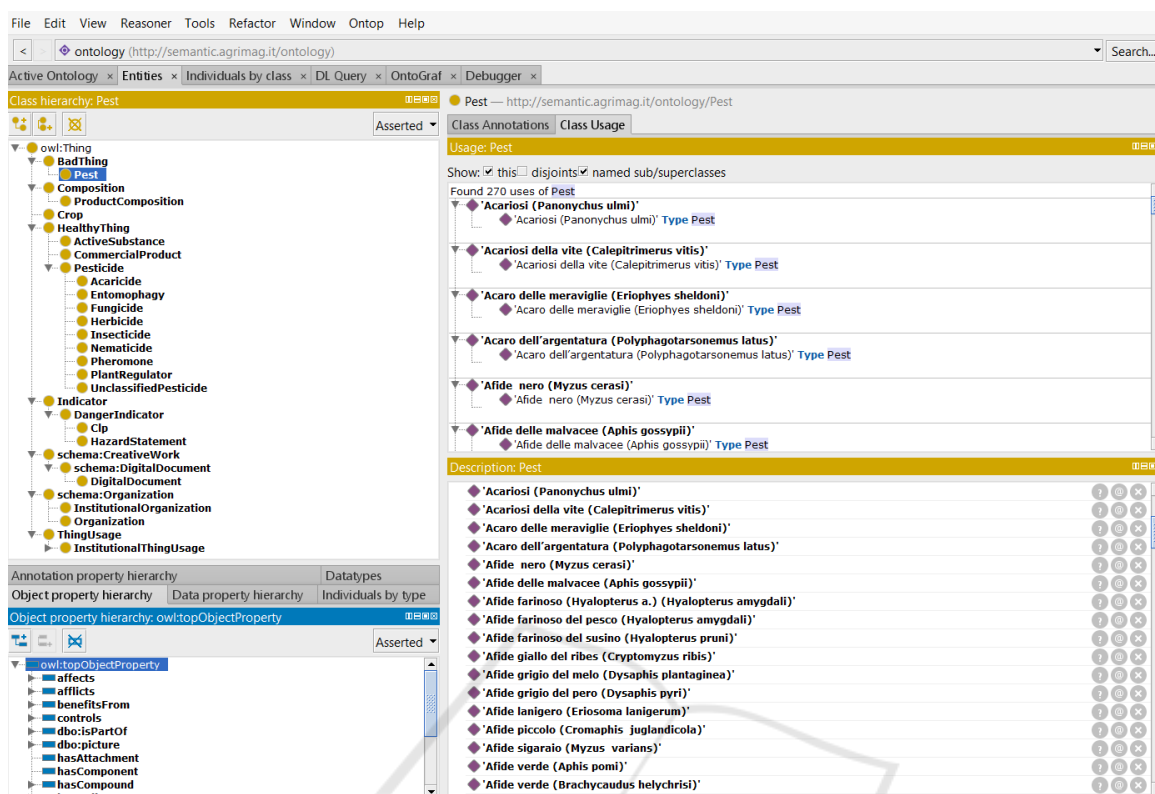 File Edit View Reasoner Tools Refactor Window Ontop Help
< > ontology (http://semantic.agrimag.it/ontology) Search...
Active Ontology × Entities × Individuals by class × DL Query × OntoGraf × Debugger ×
Class hierarchy: Pest
Asserted
owl:Thing
BadThing
Pest
Composition
ProductComposition
Crop
HealthyThing
ActiveSubstance
CommercialProduct
Pesticide
Acaricide
Entomophagy
Fungicide
Herbicide
Insecticide
Nematicide
Pheromone
PlantRegulator
UnclassifiedPesticide
Indicator
DangerIndicator
Clp
HazardStatement
schema:CreativeWork
schema:DigitalDocument
DigitalDocument
schema:Organization
InstitutionalOrganization
Organization
ThingUsage
InstitutionalThingUsage
Annotation property hierarchy Datatypes
Object property hierarchy Data property hierarchy Individuals by type
Object property hierarchy: owl:topObjectProperty
Asserted
owl:topObjectProperty
affects
afflicts
benefitsFrom
controls
dbo:isPartOf
dbo:picture
hasAttachment
hasComponent
hasCompound
Pest — http://semantic.agrimag.it/ontology/Pest
Class Annotations Class Usage
Usage: Pest
Show: this disjoints named sub/superclasses
Found 270 uses of Pest
'Acariosi (Panonychus ulmi)'
'Acariosi (Panonychus ulmi)' Type Pest
'Acariosi della vite (Calepitrimerus vitis)'
'Acariosi della vite (Calepitrimerus vitis)' Type Pest
'Acaro delle meraviglie (Eriophyes sheldoni)'
'Acaro delle meraviglie (Eriophyes sheldoni)' Type Pest
'Acaro dell'argentatura (Polyphagotarsonemus latus)'
'Acaro dell'argentatura (Polyphagotarsonemus latus)' Type Pest
'Afide nero (Myzus cerasi)'
'Afide nero (Myzus cerasi)' Type Pest
'Afide delle malvacee (Aphis gossypii)'
'Afide delle malvacee (Aphis gossypii)' Type Pest
Description: Pest
'Acariosi (Panonychus ulmi)'
'Acariosi della vite (Calepitrimerus vitis)'
'Acaro delle meraviglie (Eriophyes sheldoni)'
'Acaro dell'argentatura (Polyphagotarsonemus latus)'
'Afide nero (Myzus cerasi)'
'Afide delle malvacee (Aphis gossypii)'
'Afide farinoso (Hyalopterus a.) (Hyalopterus amygdali)'
'Afide farinoso del pesco (Hyalopterus amygdali)'
'Afide farinoso del susino (Hyalopterus pruni)'
'Afide giallo del ribes (Cryptomyzus ribis)'
'Afide grigio del melo (Dysaphis plantaginea)'
'Afide grigio del pero (Dysaphis pyri)'
'Afide lanigero (Eriosoma lanigerum)'
'Afide piccolo (Cromaphis juglandicola)'
'Afide sigaraio (Myzus varians)'
'Afide verde (Aphis pomi)'
'Afide verde (Brachycaudus helychrisi)'